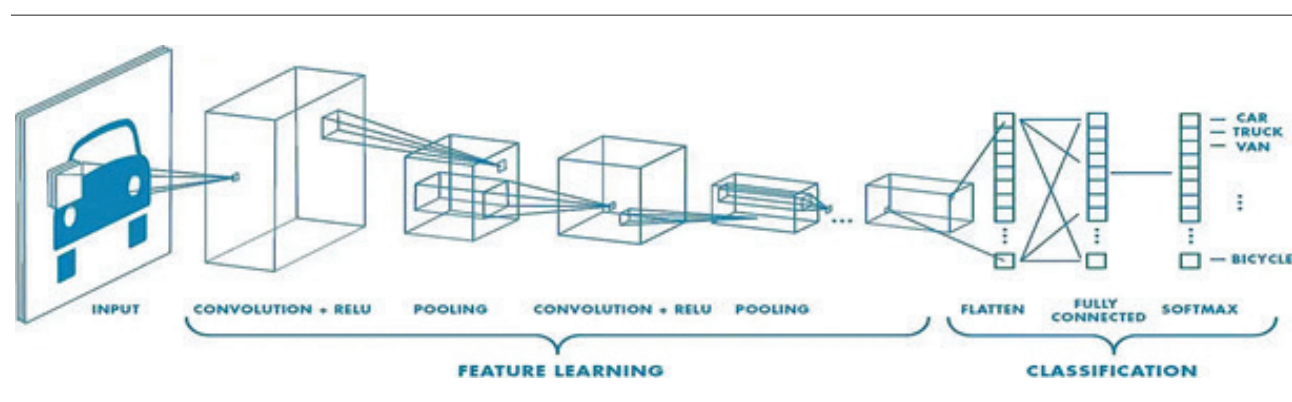 CAR
TRUCK
VAN
...
BICYCLE
INPUT
CONVOLUTION + RELU
POOLING
CONVOLUTION + RELU
POOLING
FLATTEN
FULLY
CONNECTED
SOFTMAX
FEATURE LEARNING
CLASSIFICATION